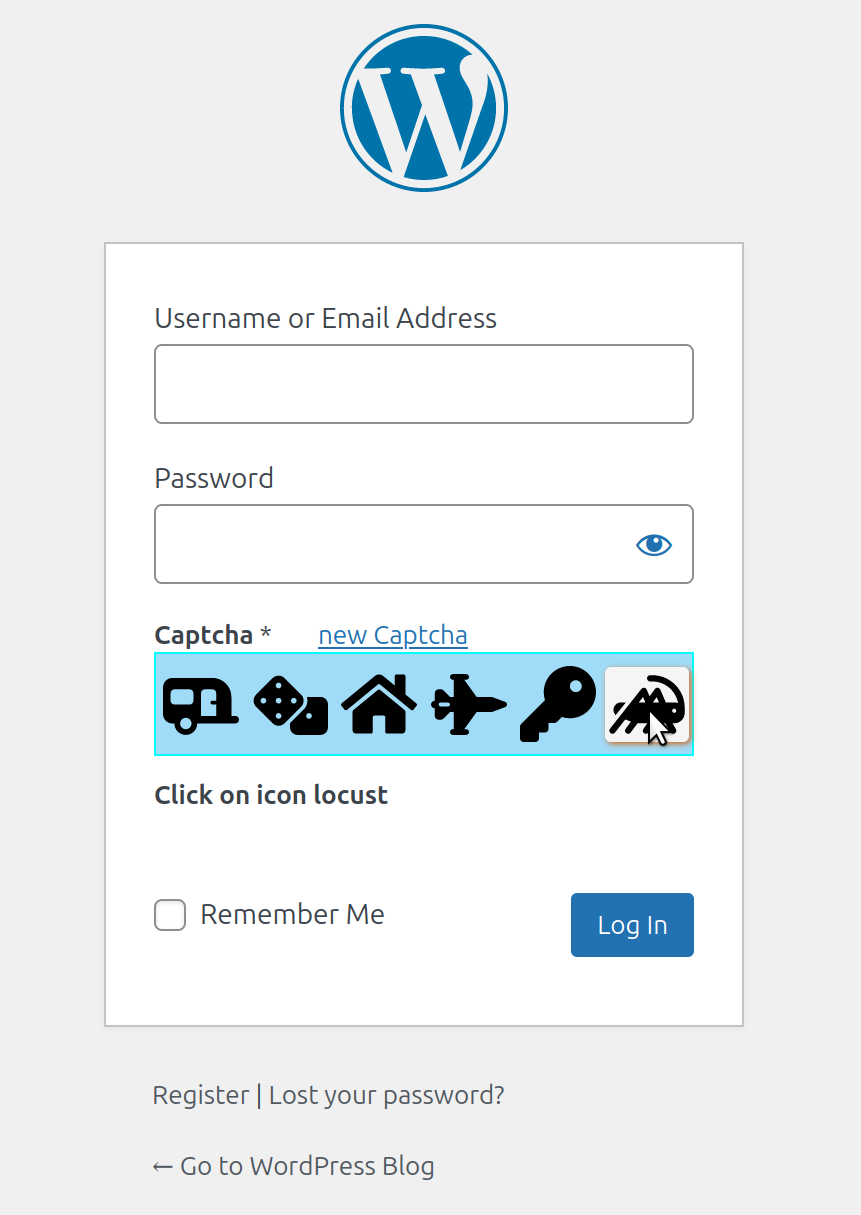 Username or Email Address
Password
Captcha * new Captcha
Click on icon locust
Remember Me
Log In
Register | Lost your password?
← Go to WordPress Blog